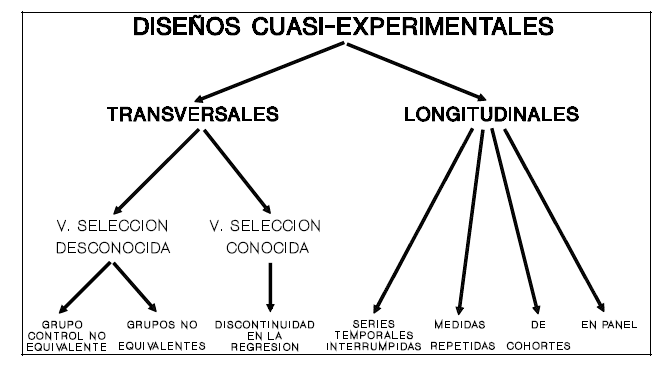 DISEÑOS CUASI-EXPERIMENTALES
TRANSVERSALES
LONGITUDINALES
V. SELECCION
DESCONOCIDA
V. SELECCION
CONOCIDA
GRUPO
CONTROL NO
EQUIVALENTE
GRUPOS NO
EQUIVALENTES
DISCONTINUIDAD
EN LA
REGRESION
SERIES
TEMPORALES
INTERRUMPIDAS
MEDIDAS
REPETIDAS
DE
COHORTES
EN PANEL